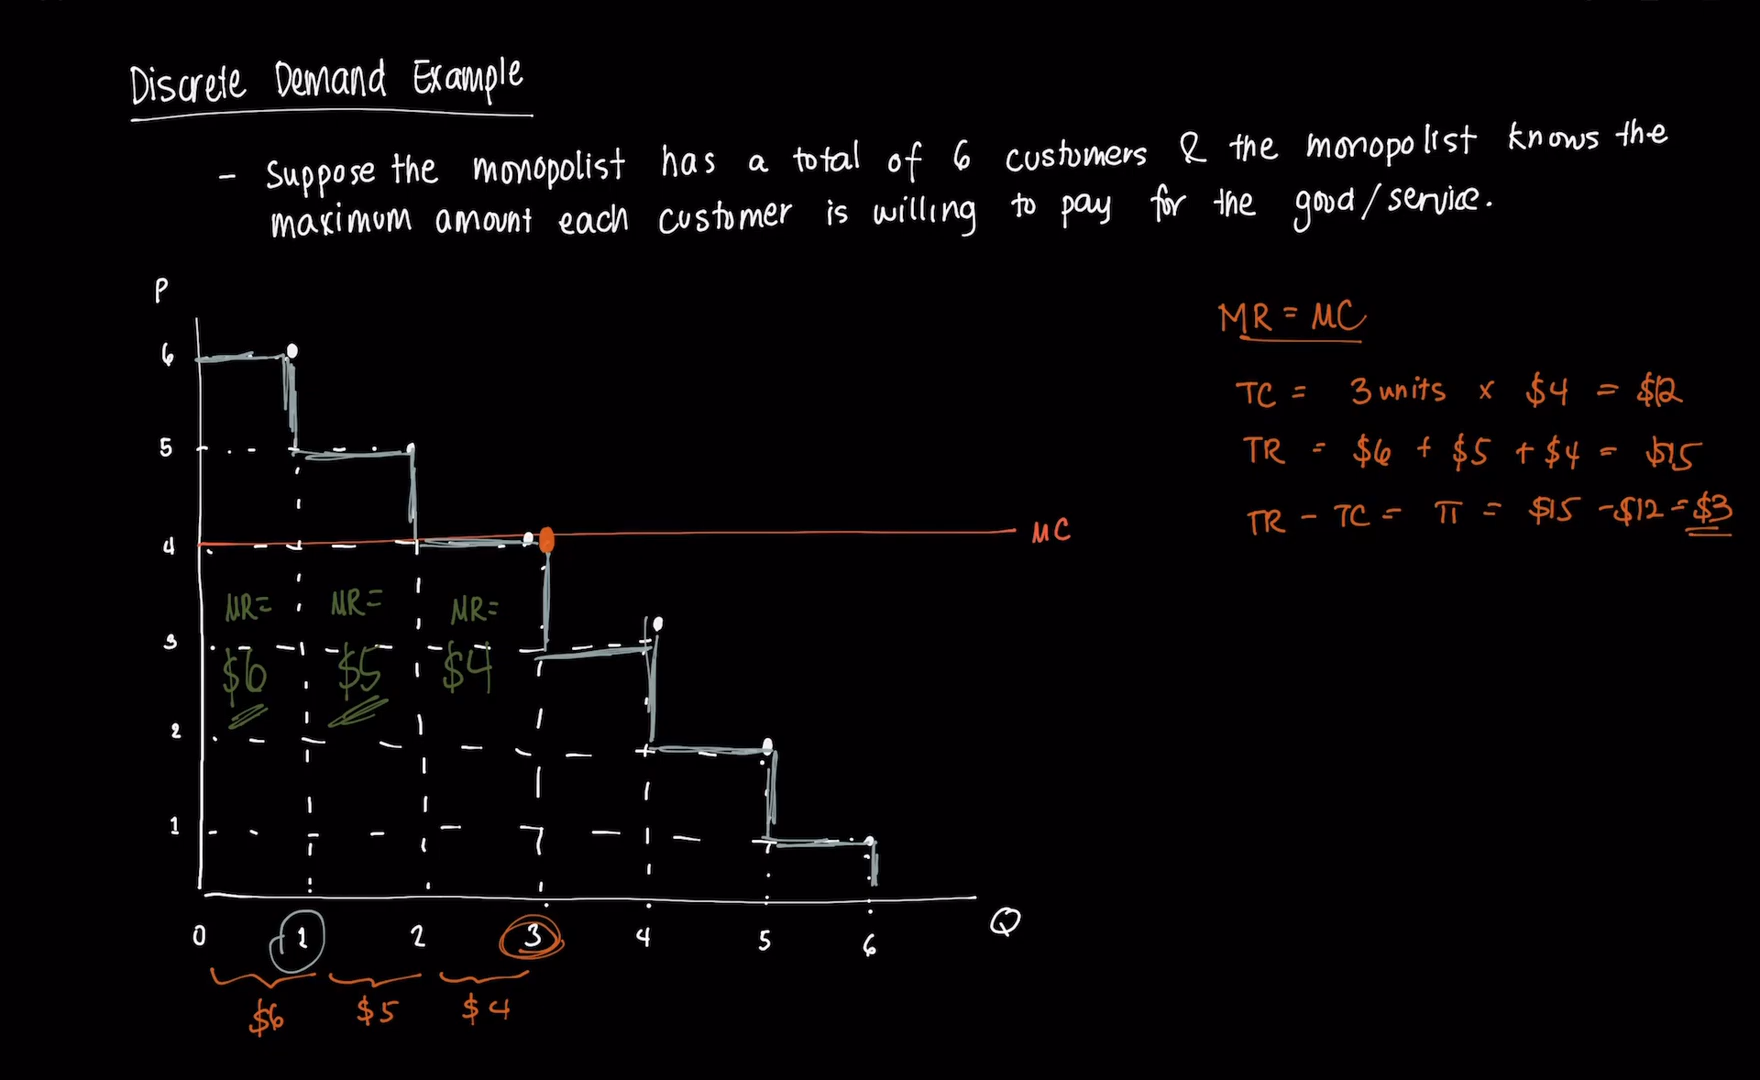 Discrete Demand Example
- Suppose the monopolist has a total of 6 customers & the monopolist knows the
maximum amount each customer is willing to pay for the good/service.
P
MR = MC
6
TC = 3 units x $4 = $12
5
TR = $6 + $5 + $4 = $15
TR - TC = π = $15 - $12 = $3
MC
4
MR= MR= MR=
3
$6 $5 $4
2
1
0 1 2 3 4 5 6 Q
$6 $5 $4